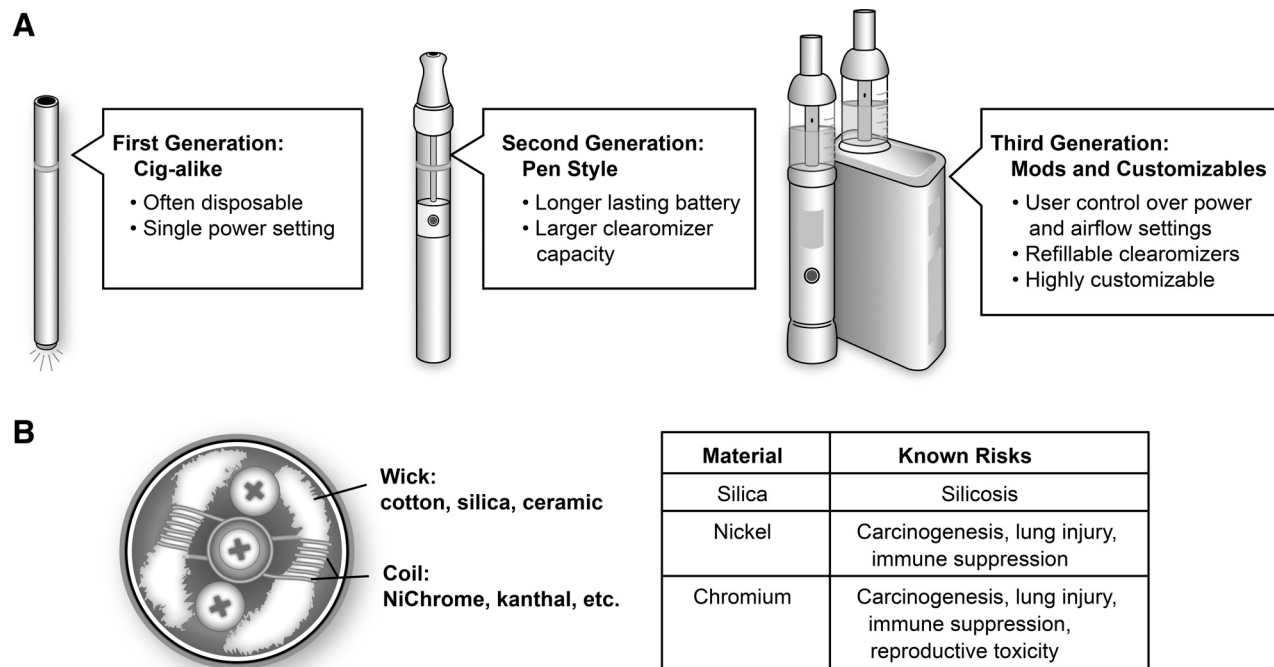 A
First Generation:
Cig-alike
• Often disposable
• Single power setting
Second Generation:
Pen Style
• Longer lasting battery
• Larger clearomizer
capacity
Third Generation:
Mods and Customizables
• User control over power
and airflow settings
• Refillable clearomizers
• Highly customizable
B
Wick:
cotton, silica, ceramic
Coil:
NiChrome, kanthal, etc.
Material Known Risks
Silica Silicosis
Nickel Carcinogenesis, lung injury,
immune suppression
Chromium Carcinogenesis, lung injury,
immune suppression,
reproductive toxicity